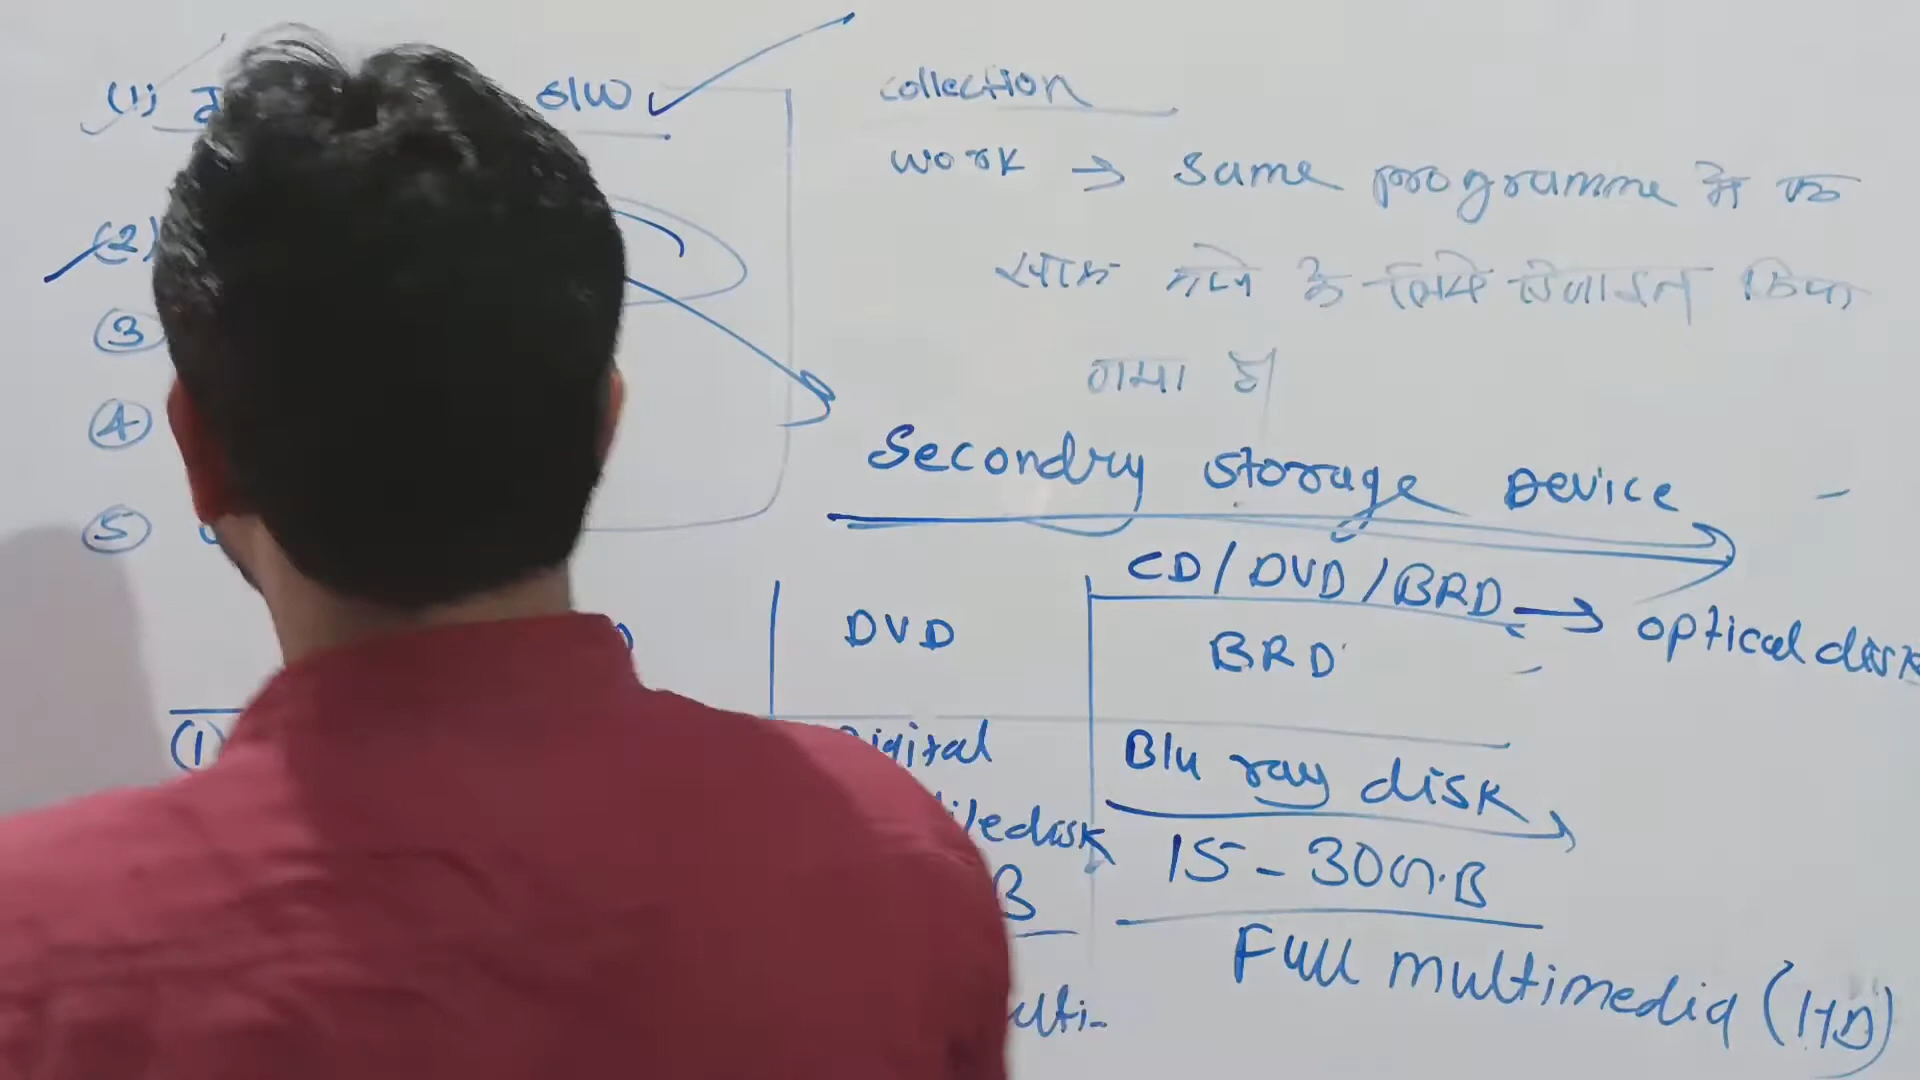 (1)
S/W
collection
work → same programme में एक
साथ करने के लिये डिजाइन किया
गया है।
(2)
3
4
5
Secondry storage Device
CD / DVD / BRD → optical disk
DVD
BRD
(1)
Digital
Blu ray disk
15 - 30G.B
B
Full multimedia (HD)
ulti-